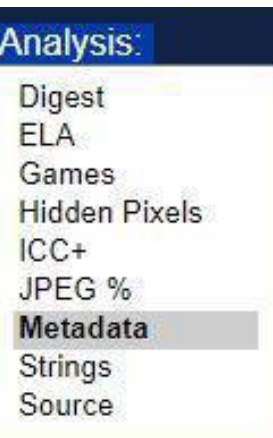 Analysis:
Digest
ELA
Games
Hidden Pixels
ICC+
JPEG %
Metadata
Strings
Source